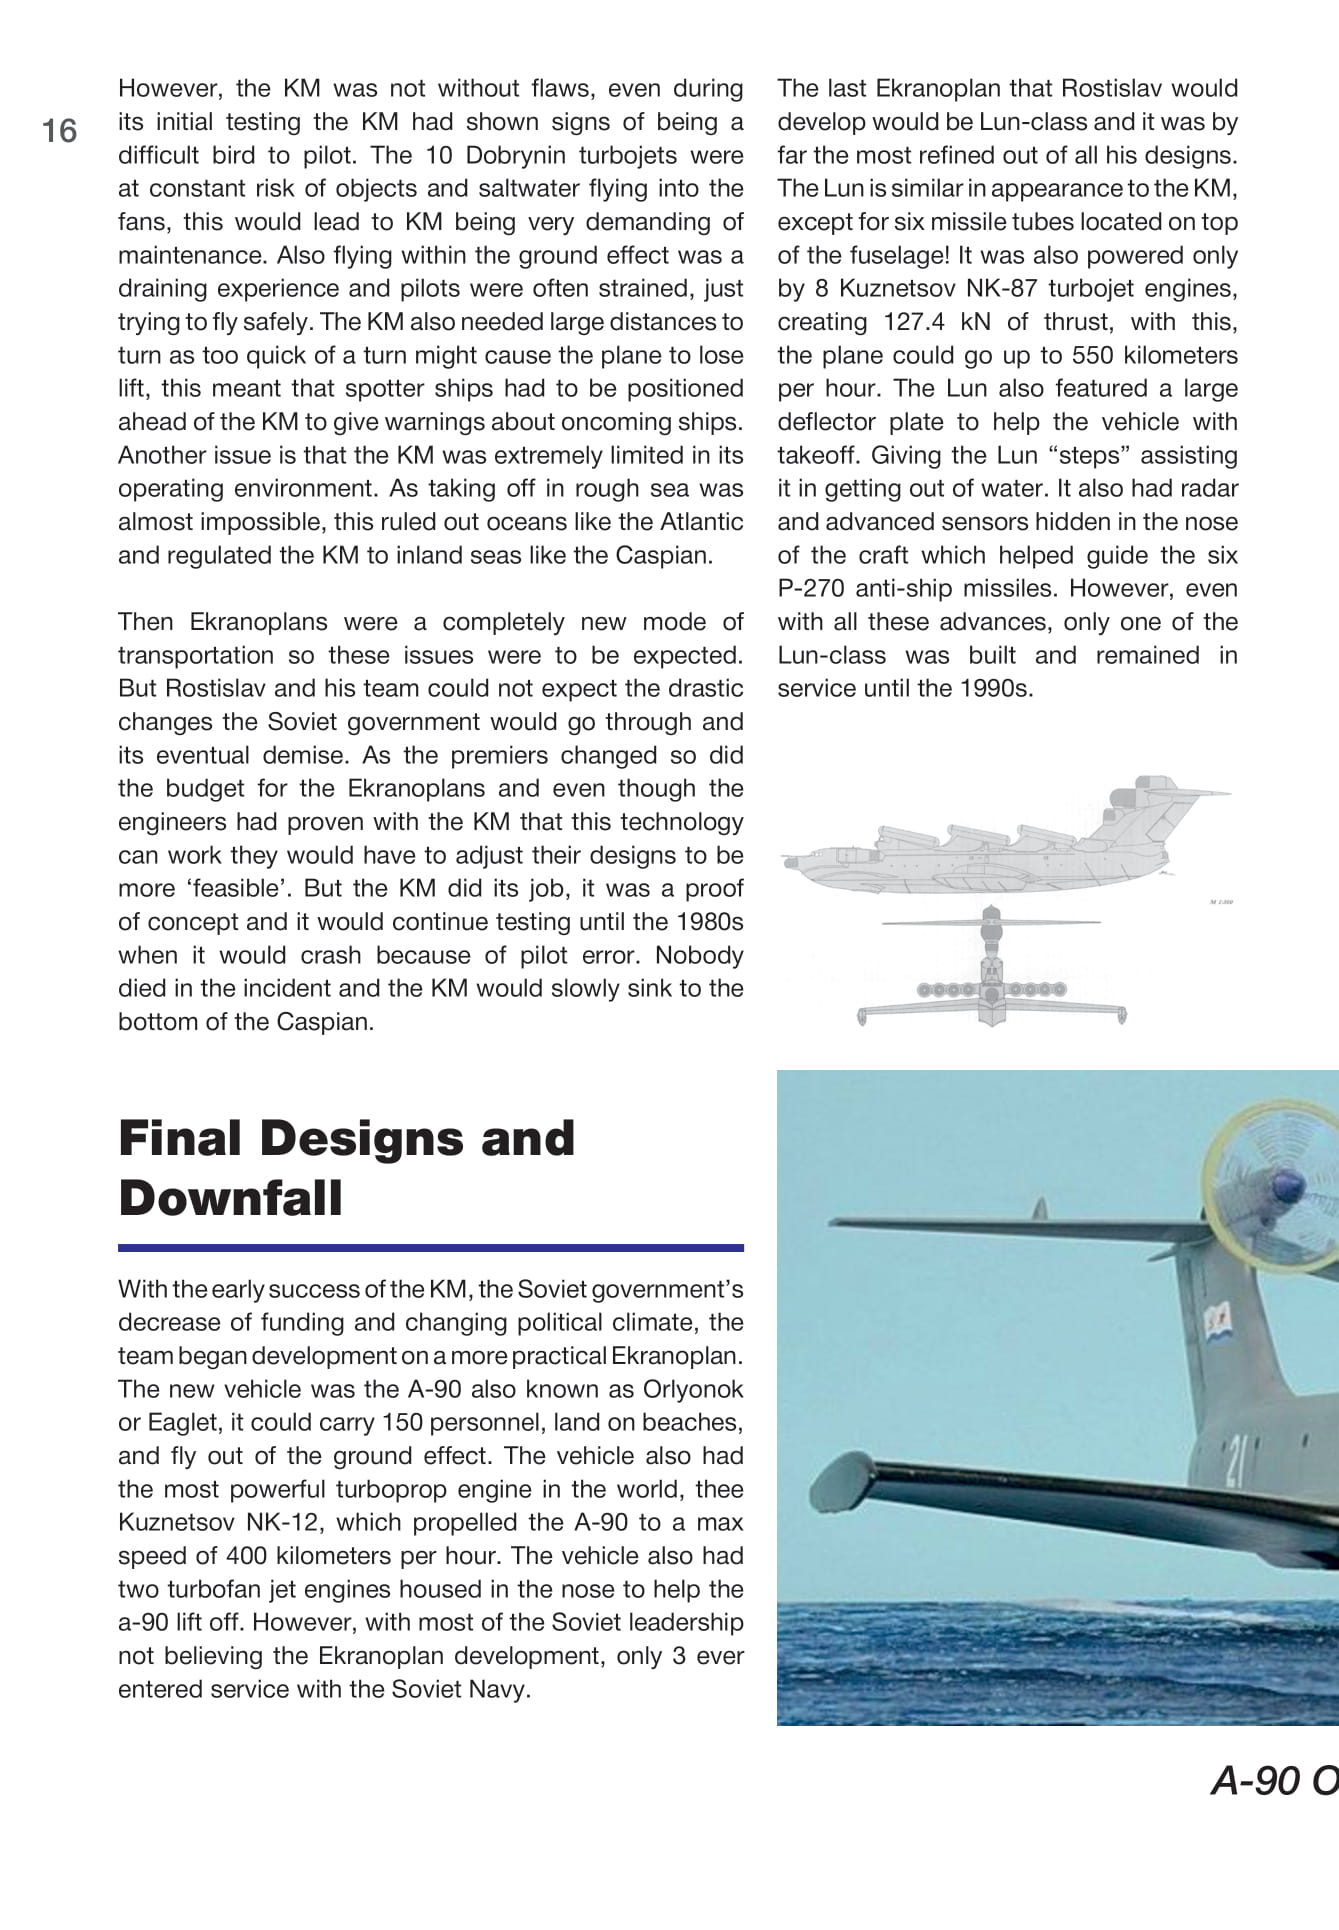 16
However, the KM was not without flaws, even during
its initial testing the KM had shown signs of being a
difficult bird to pilot. The 10 Dobrynin turbojets were
at constant risk of objects and saltwater flying into the
fans, this would lead to KM being very demanding of
maintenance. Also flying within the ground effect was a
draining experience and pilots were often strained, just
trying to fly safely. The KM also needed large distances to
turn as too quick of a turn might cause the plane to lose
lift, this meant that spotter ships had to be positioned
ahead of the KM to give warnings about oncoming ships.
Another issue is that the KM was extremely limited in its
operating environment. As taking off in rough sea was
almost impossible, this ruled out oceans like the Atlantic
and regulated the KM to inland seas like the Caspian.
Then Ekranoplans were a completely new mode of
transportation so these issues were to be expected.
But Rostislav and his team could not expect the drastic
changes the Soviet government would go through and
its eventual demise. As the premiers changed so did
the budget for the Ekranoplans and even though the
engineers had proven with the KM that this technology
can work they would have to adjust their designs to be
more ‘feasible’. But the KM did its job, it was a proof
of concept and it would continue testing until the 1980s
when it would crash because of pilot error. Nobody
died in the incident and the KM would slowly sink to the
bottom of the Caspian.
Final Designs and
Downfall
With the early success of the KM, the Soviet government’s
decrease of funding and changing political climate, the
team began development on a more practical Ekranoplan.
The new vehicle was the A-90 also known as Orlyonok
or Eaglet, it could carry 150 personnel, land on beaches,
and fly out of the ground effect. The vehicle also had
the most powerful turboprop engine in the world, thee
Kuznetsov NK-12, which propelled the A-90 to a max
speed of 400 kilometers per hour. The vehicle also had
two turbofan jet engines housed in the nose to help the
a-90 lift off. However, with most of the Soviet leadership
not believing the Ekranoplan development, only 3 ever
entered service with the Soviet Navy.
The last Ekranoplan that Rostislav would
develop would be Lun-class and it was by
far the most refined out of all his designs.
The Lun is similar in appearance to the KM,
except for six missile tubes located on top
of the fuselage! It was also powered only
by 8 Kuznetsov NK-87 turbojet engines,
creating 127.4 kN of thrust, with this,
the plane could go up to 550 kilometers
per hour. The Lun also featured a large
deflector plate to help the vehicle with
takeoff. Giving the Lun “steps” assisting
it in getting out of water. It also had radar
and advanced sensors hidden in the nose
of the craft which helped guide the six
P-270 anti-ship missiles. However, even
with all these advances, only one of the
Lun-class was built and remained in
service until the 1990s.
21
A-90 O